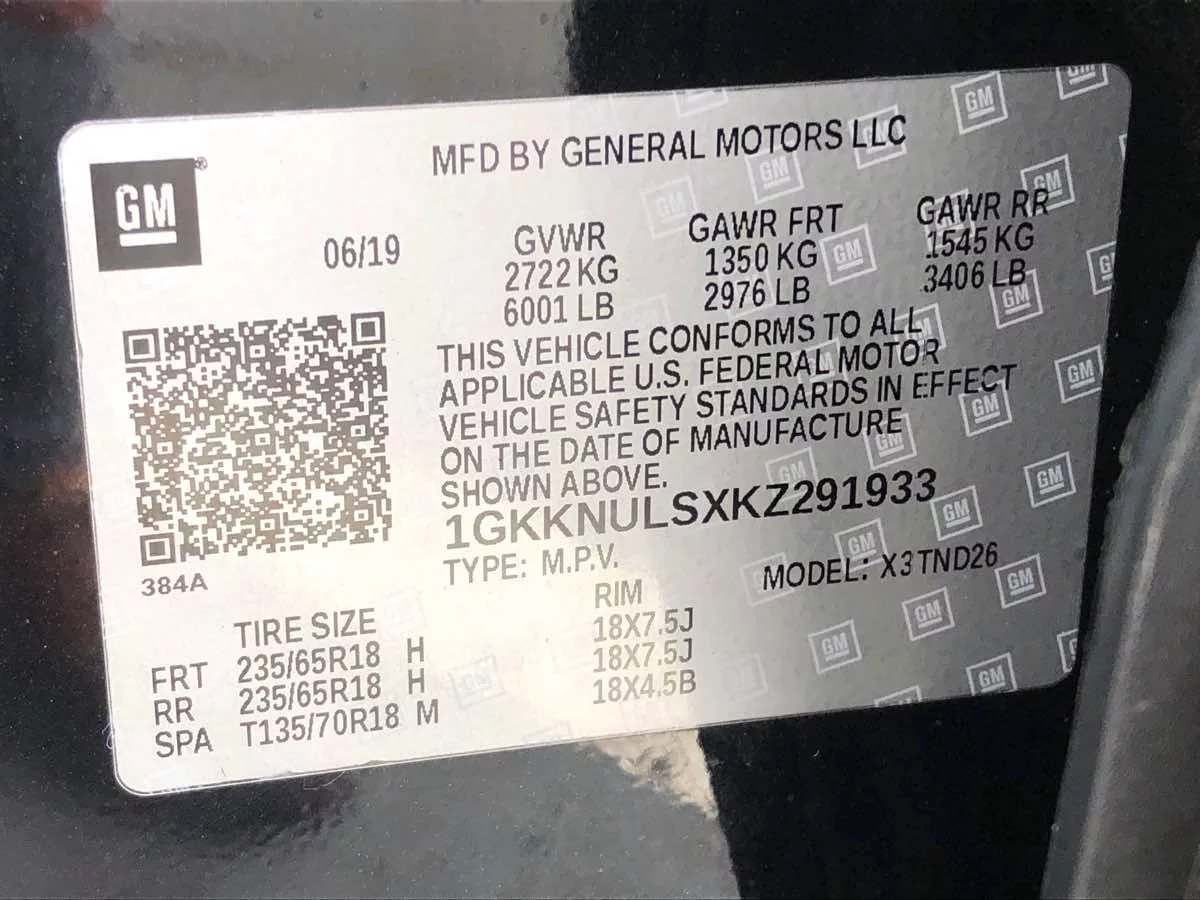 GM
MFD BY GENERAL MOTORS LLC
06/19
GVWR GAWR FRT GAWR RR
2722 KG 1350 KG 1545 KG
6001 LB 2976 LB 3406 LB
THIS VEHICLE CONFORMS TO ALL
APPLICABLE U.S. FEDERAL MOTOR
VEHICLE SAFETY STANDARDS IN EFFECT
ON THE DATE OF MANUFACTURE
SHOWN ABOVE.
1GKKNULSXKZ291933
TYPE: M.P.V. MODEL: X3TND26
384A
TIRE SIZE RIM
FRT 235/65R18 H 18X7.5J
RR 235/65R18 H 18X7.5J
SPA T135/70R18 M 18X4.5B